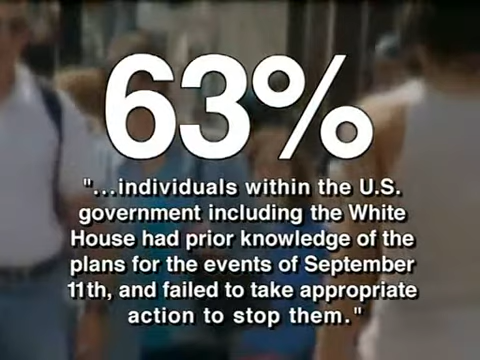 63%
"...individuals within the U.S.
government including the White
House had prior knowledge of the
plans for the events of September
11th, and failed to take appropriate
action to stop them."